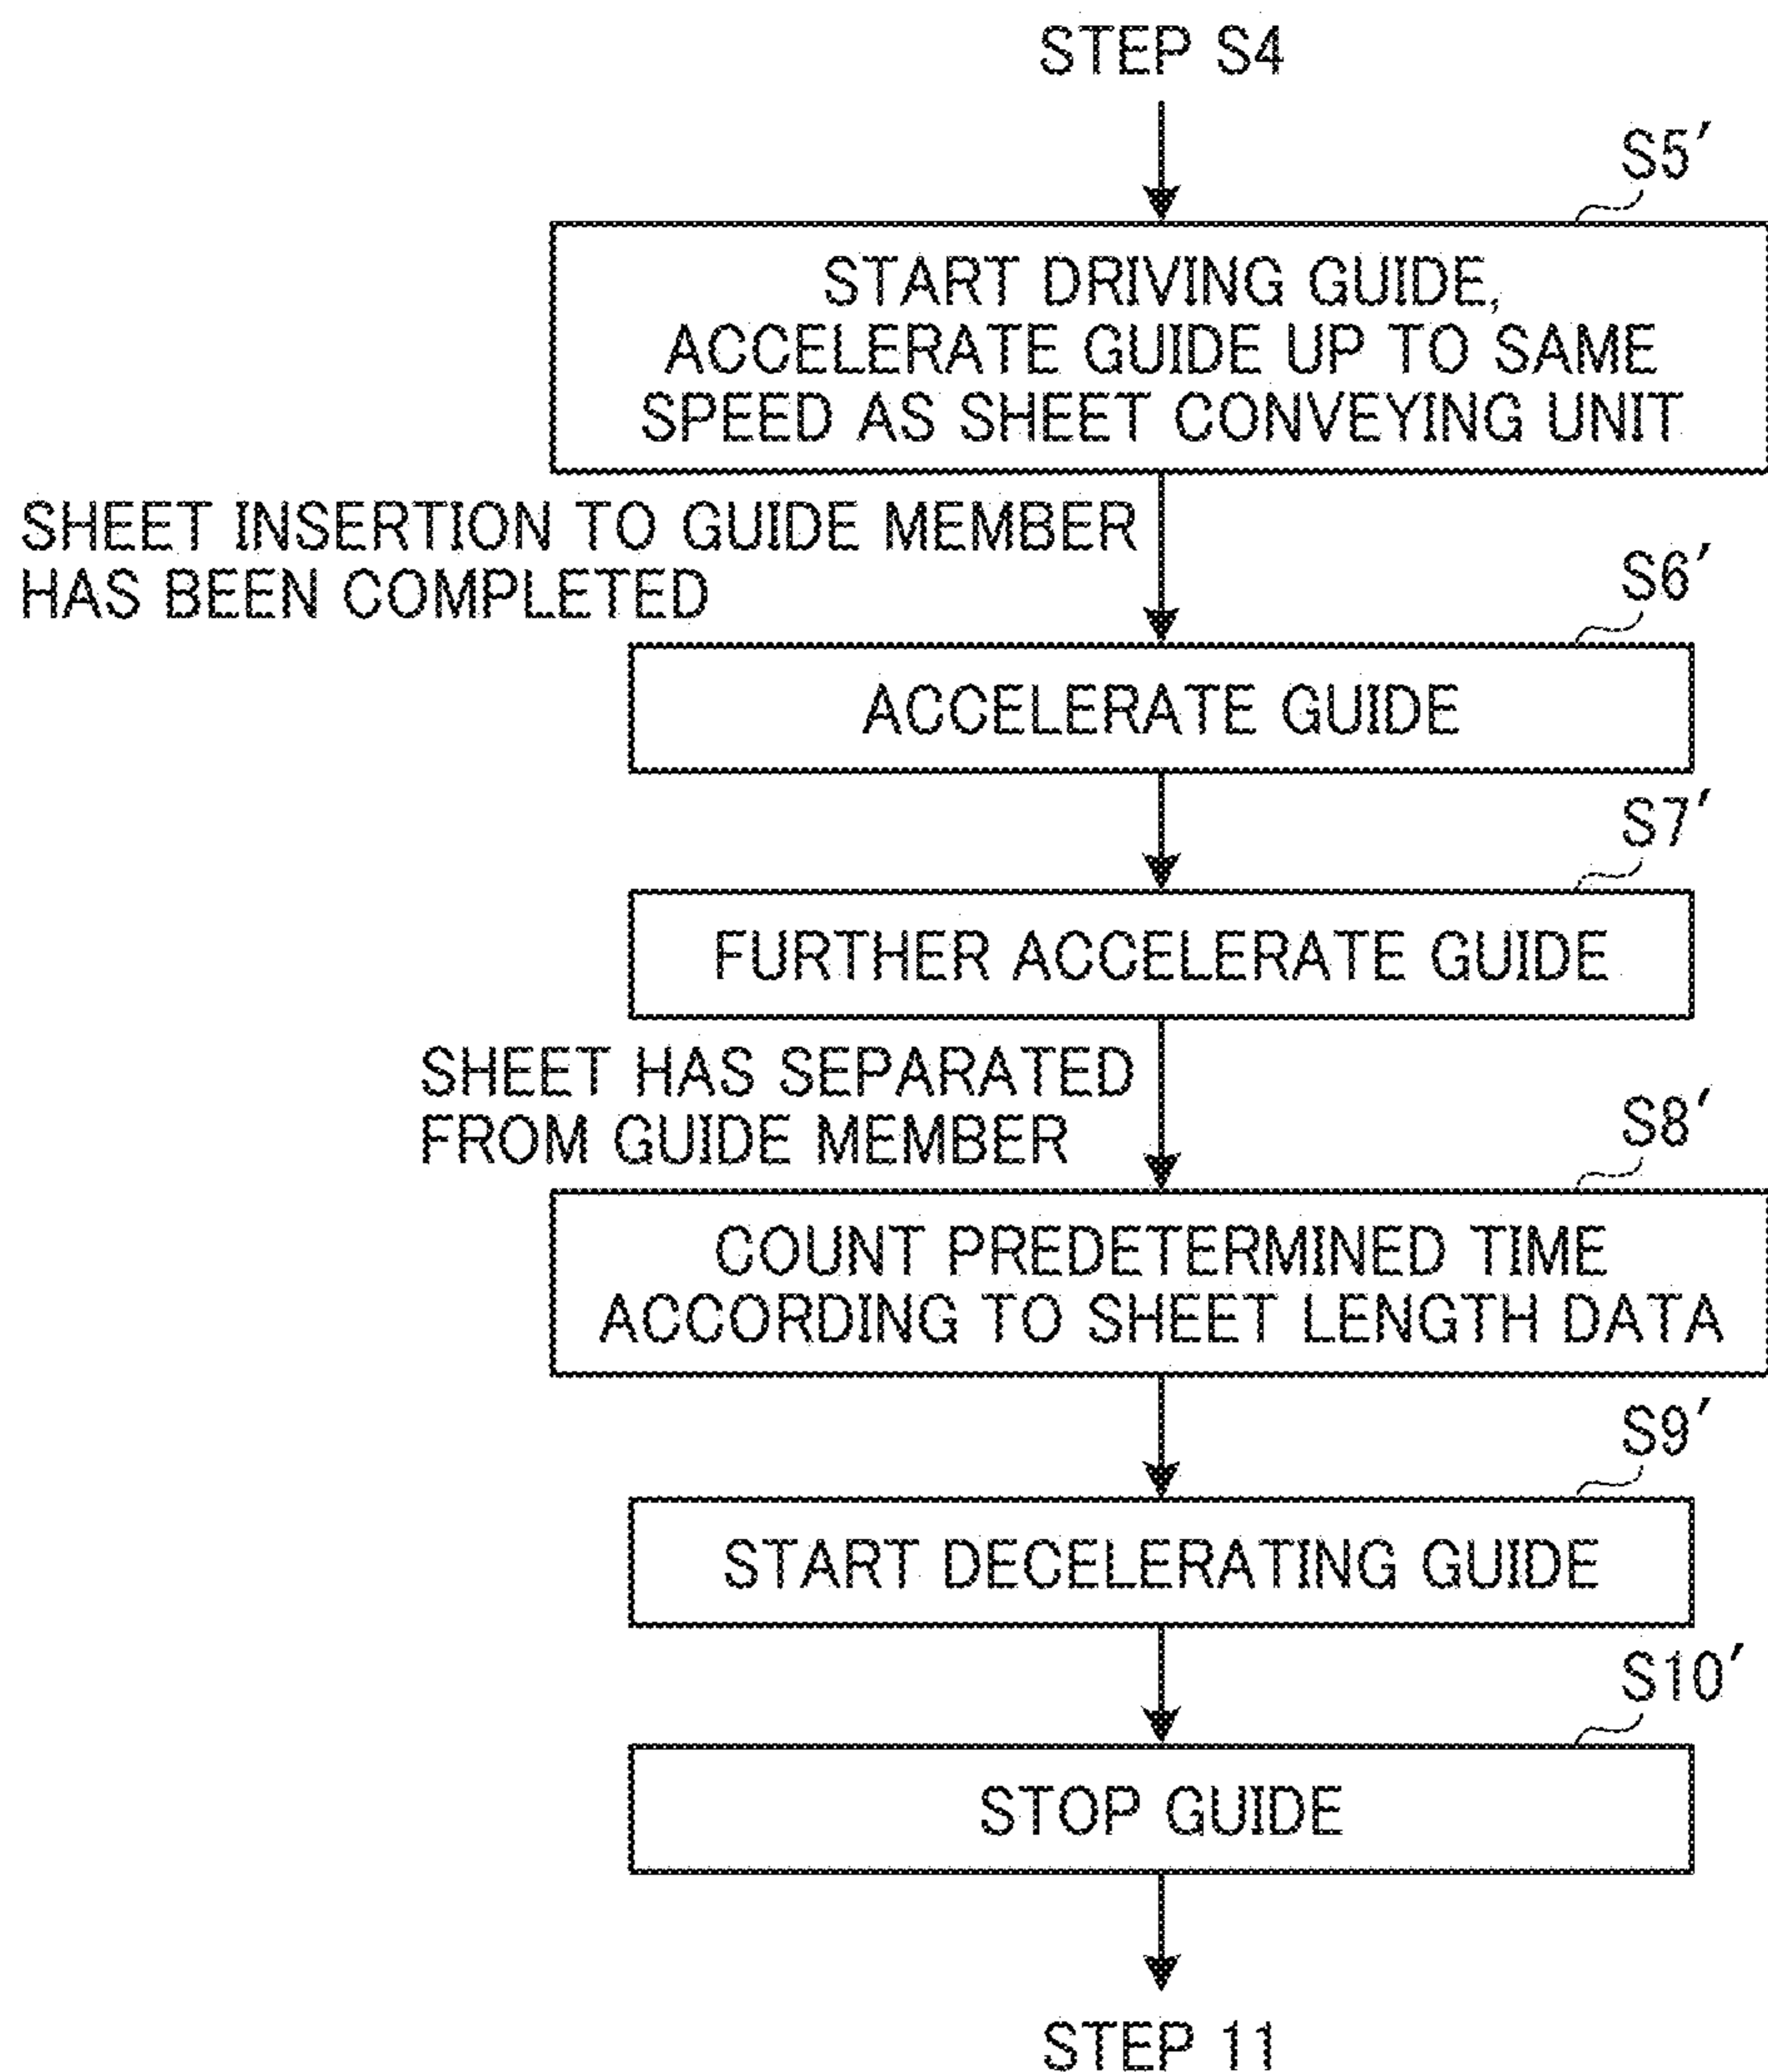 STEP S4
S5′
START DRIVING GUIDE,
ACCELERATE GUIDE UP TO SAME
SPEED AS SHEET CONVEYING UNIT
SHEET INSERTION TO GUIDE MEMBER
HAS BEEN COMPLETED
S6′
ACCELERATE GUIDE
S7′
FURTHER ACCELERATE GUIDE
SHEET HAS SEPARATED
FROM GUIDE MEMBER
S8′
COUNT PREDETERMINED TIME
ACCORDING TO SHEET LENGTH DATA
S9′
START DECELERATING GUIDE
S10′
STOP GUIDE
STEP 11